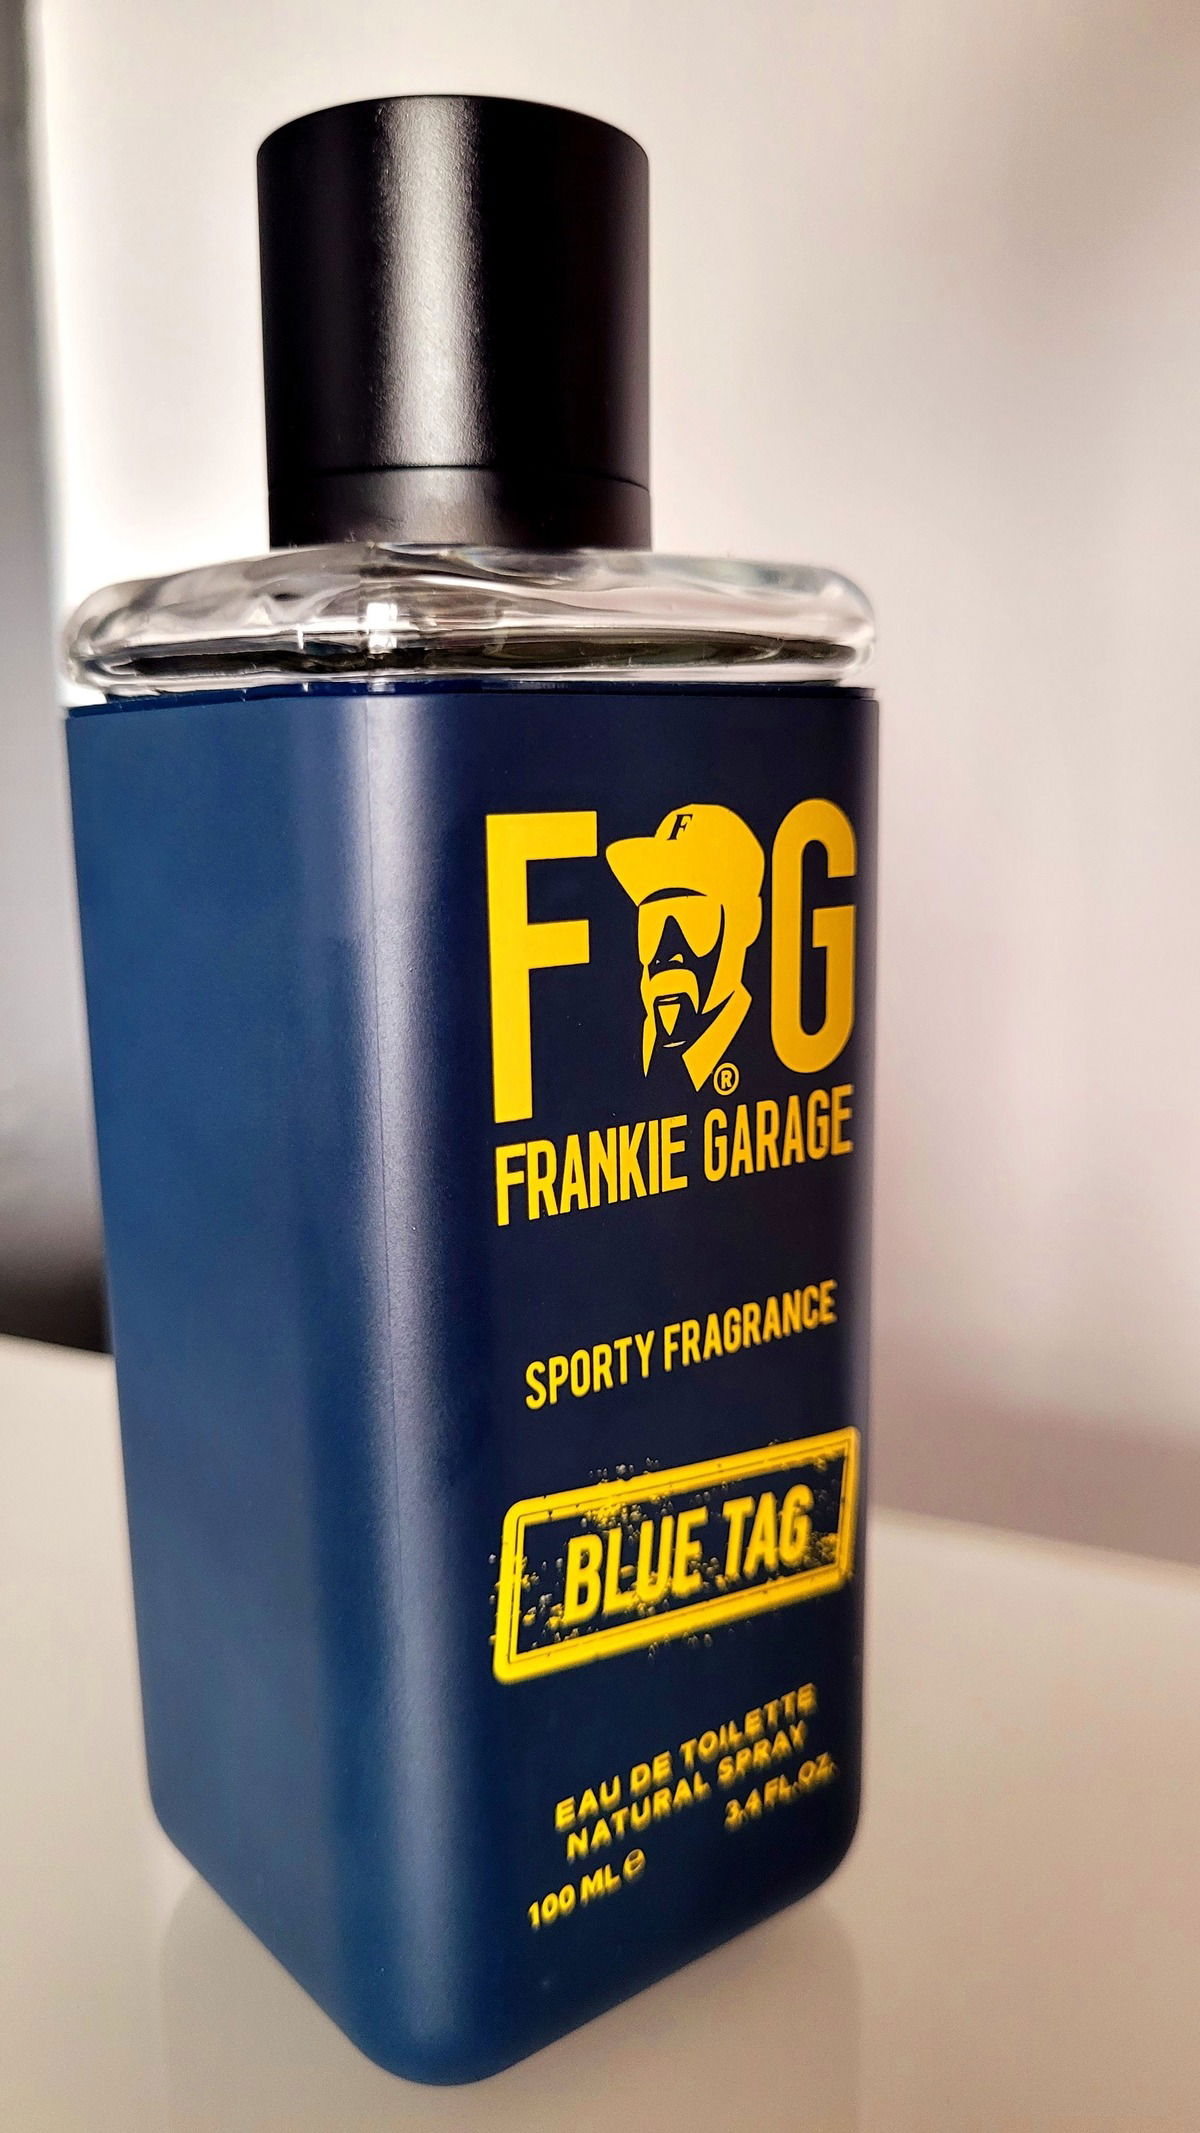 F G
F
®
FRANKIE GARAGE
SPORTY FRAGRANCE
BLUE TAG
EAU DE TOILETTE
NATURAL SPRAY
100 ML ℮ 3.4 FL.OZ.